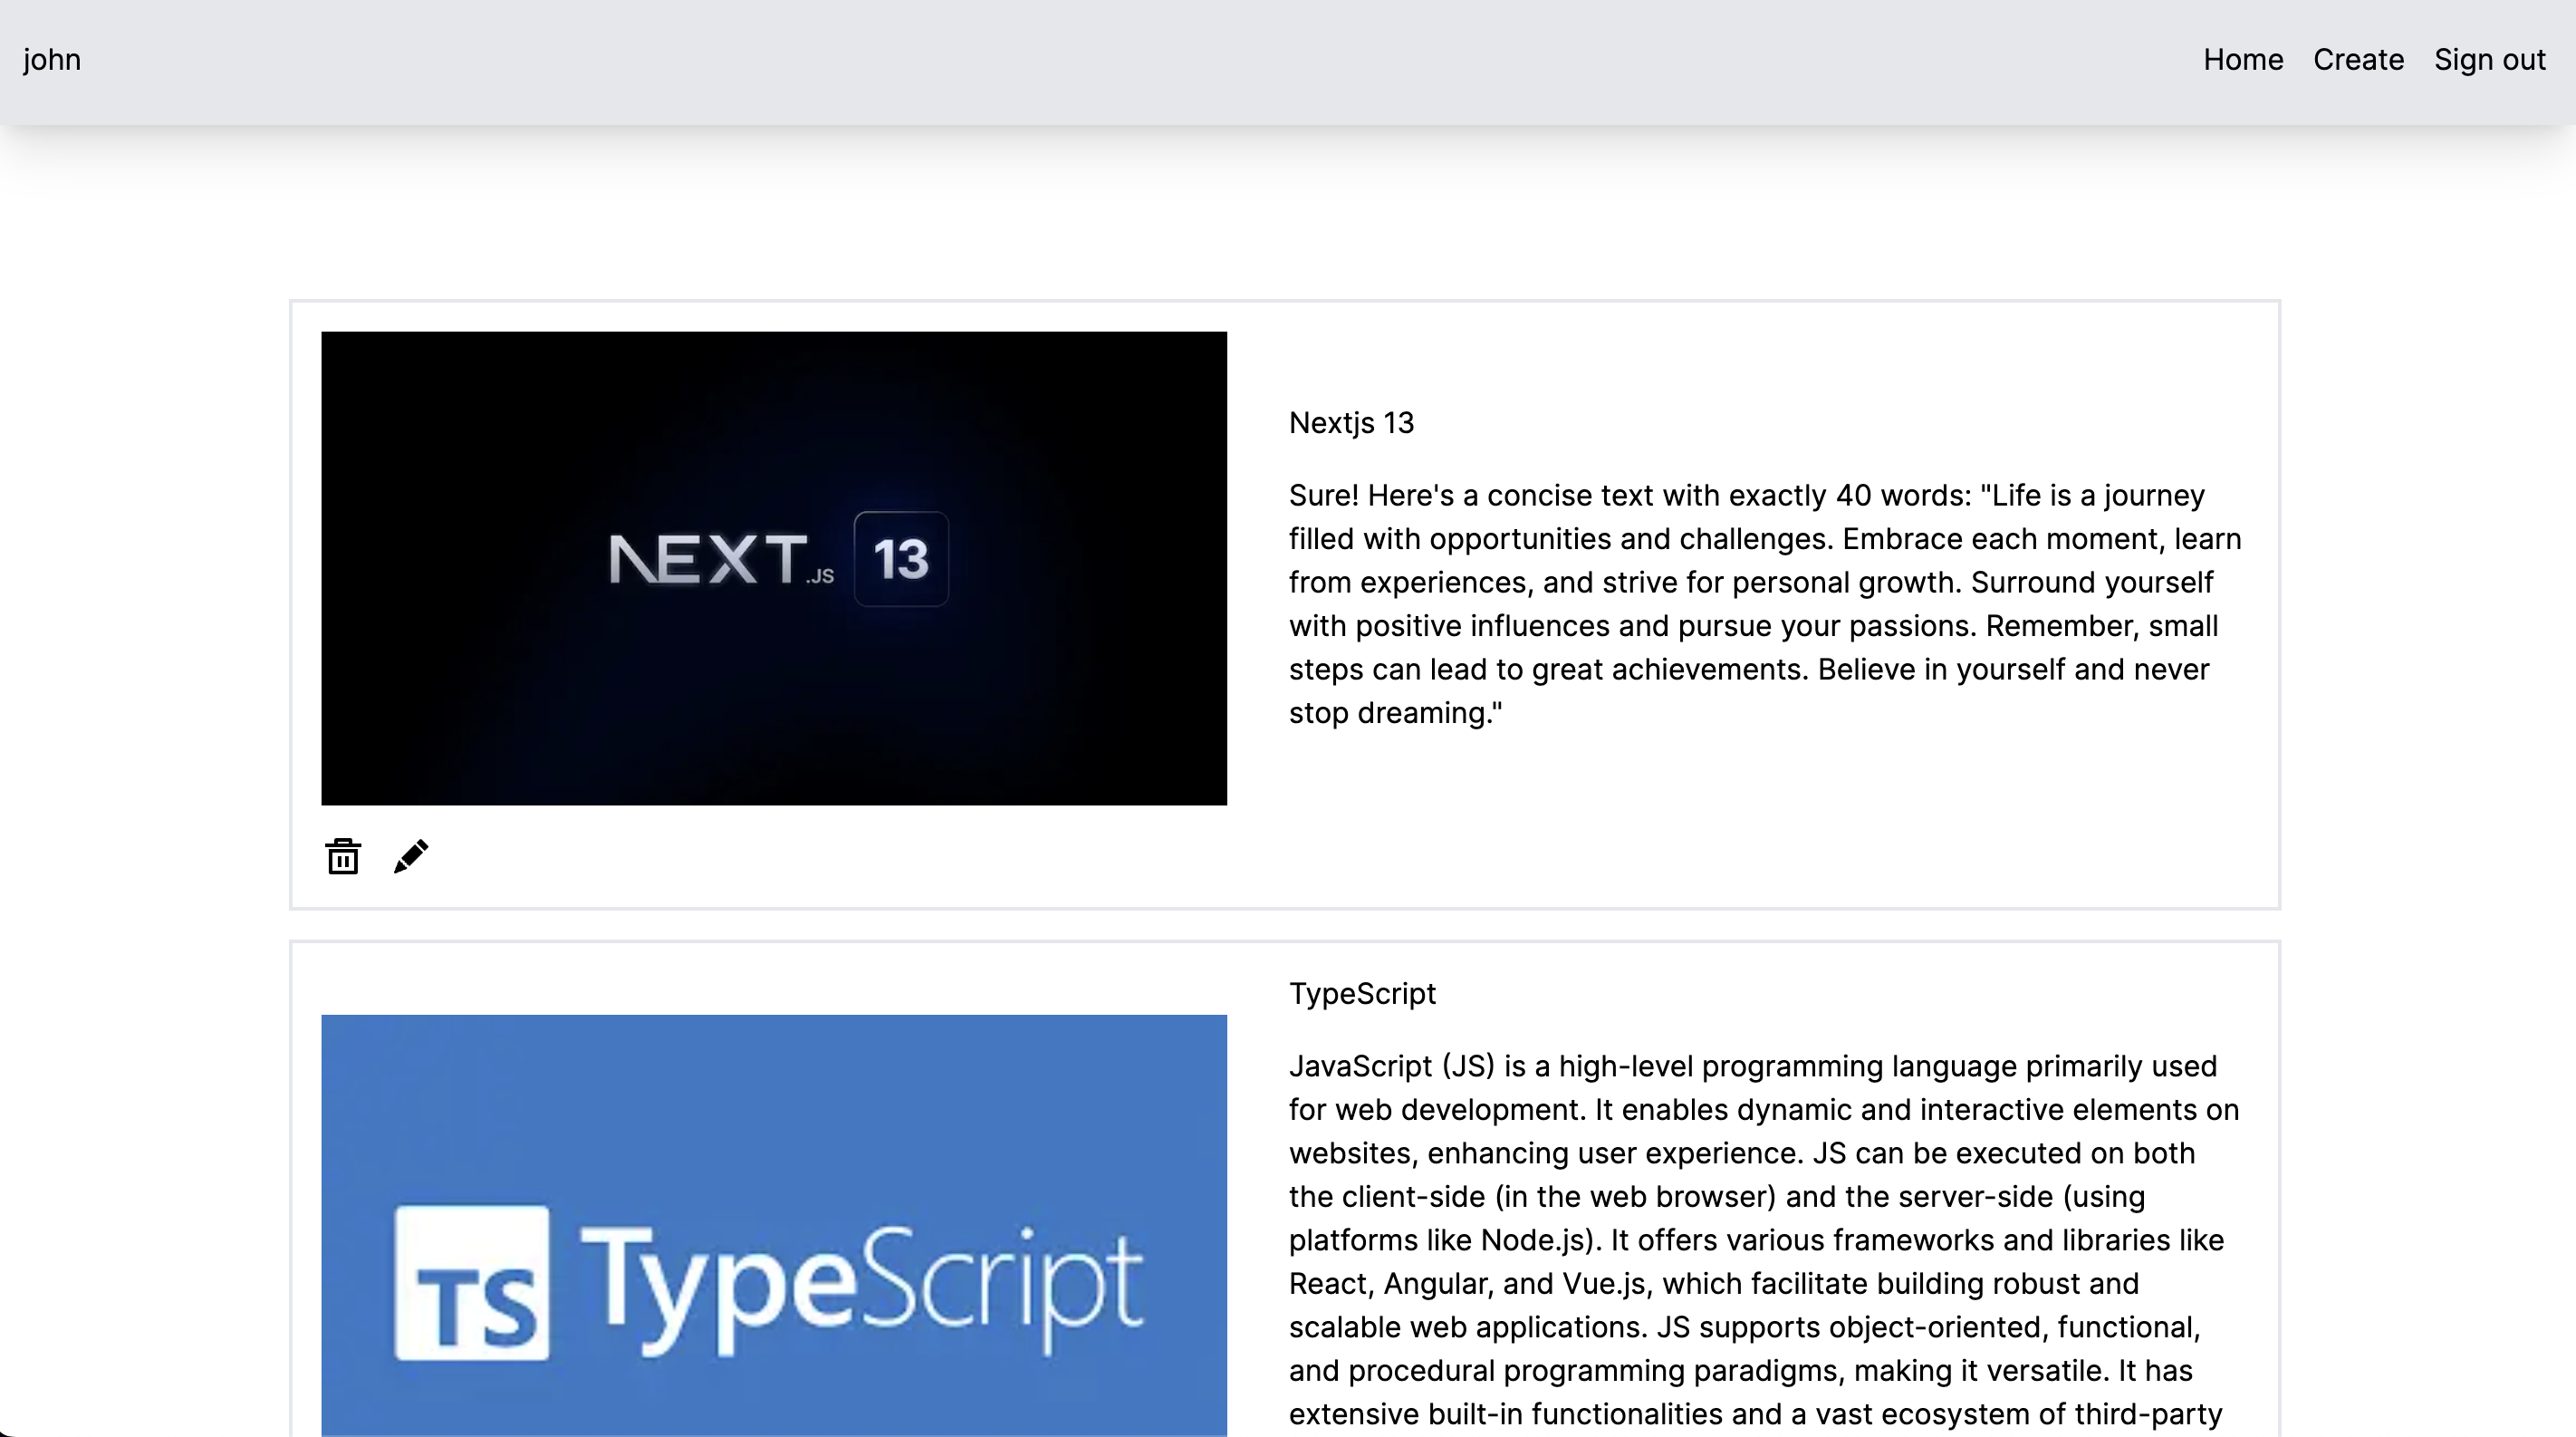 john
Home Create Sign out
NEXT.JS 13
Nextjs 13
Sure! Here's a concise text with exactly 40 words: "Life is a journey
filled with opportunities and challenges. Embrace each moment, learn
from experiences, and strive for personal growth. Surround yourself
with positive influences and pursue your passions. Remember, small
steps can lead to great achievements. Believe in yourself and never
stop dreaming."
TS TypeScript
TypeScript
JavaScript (JS) is a high-level programming language primarily used
for web development. It enables dynamic and interactive elements on
websites, enhancing user experience. JS can be executed on both
the client-side (in the web browser) and the server-side (using
platforms like Node.js). It offers various frameworks and libraries like
React, Angular, and Vue.js, which facilitate building robust and
scalable web applications. JS supports object-oriented, functional,
and procedural programming paradigms, making it versatile. It has
extensive built-in functionalities and a vast ecosystem of third-party